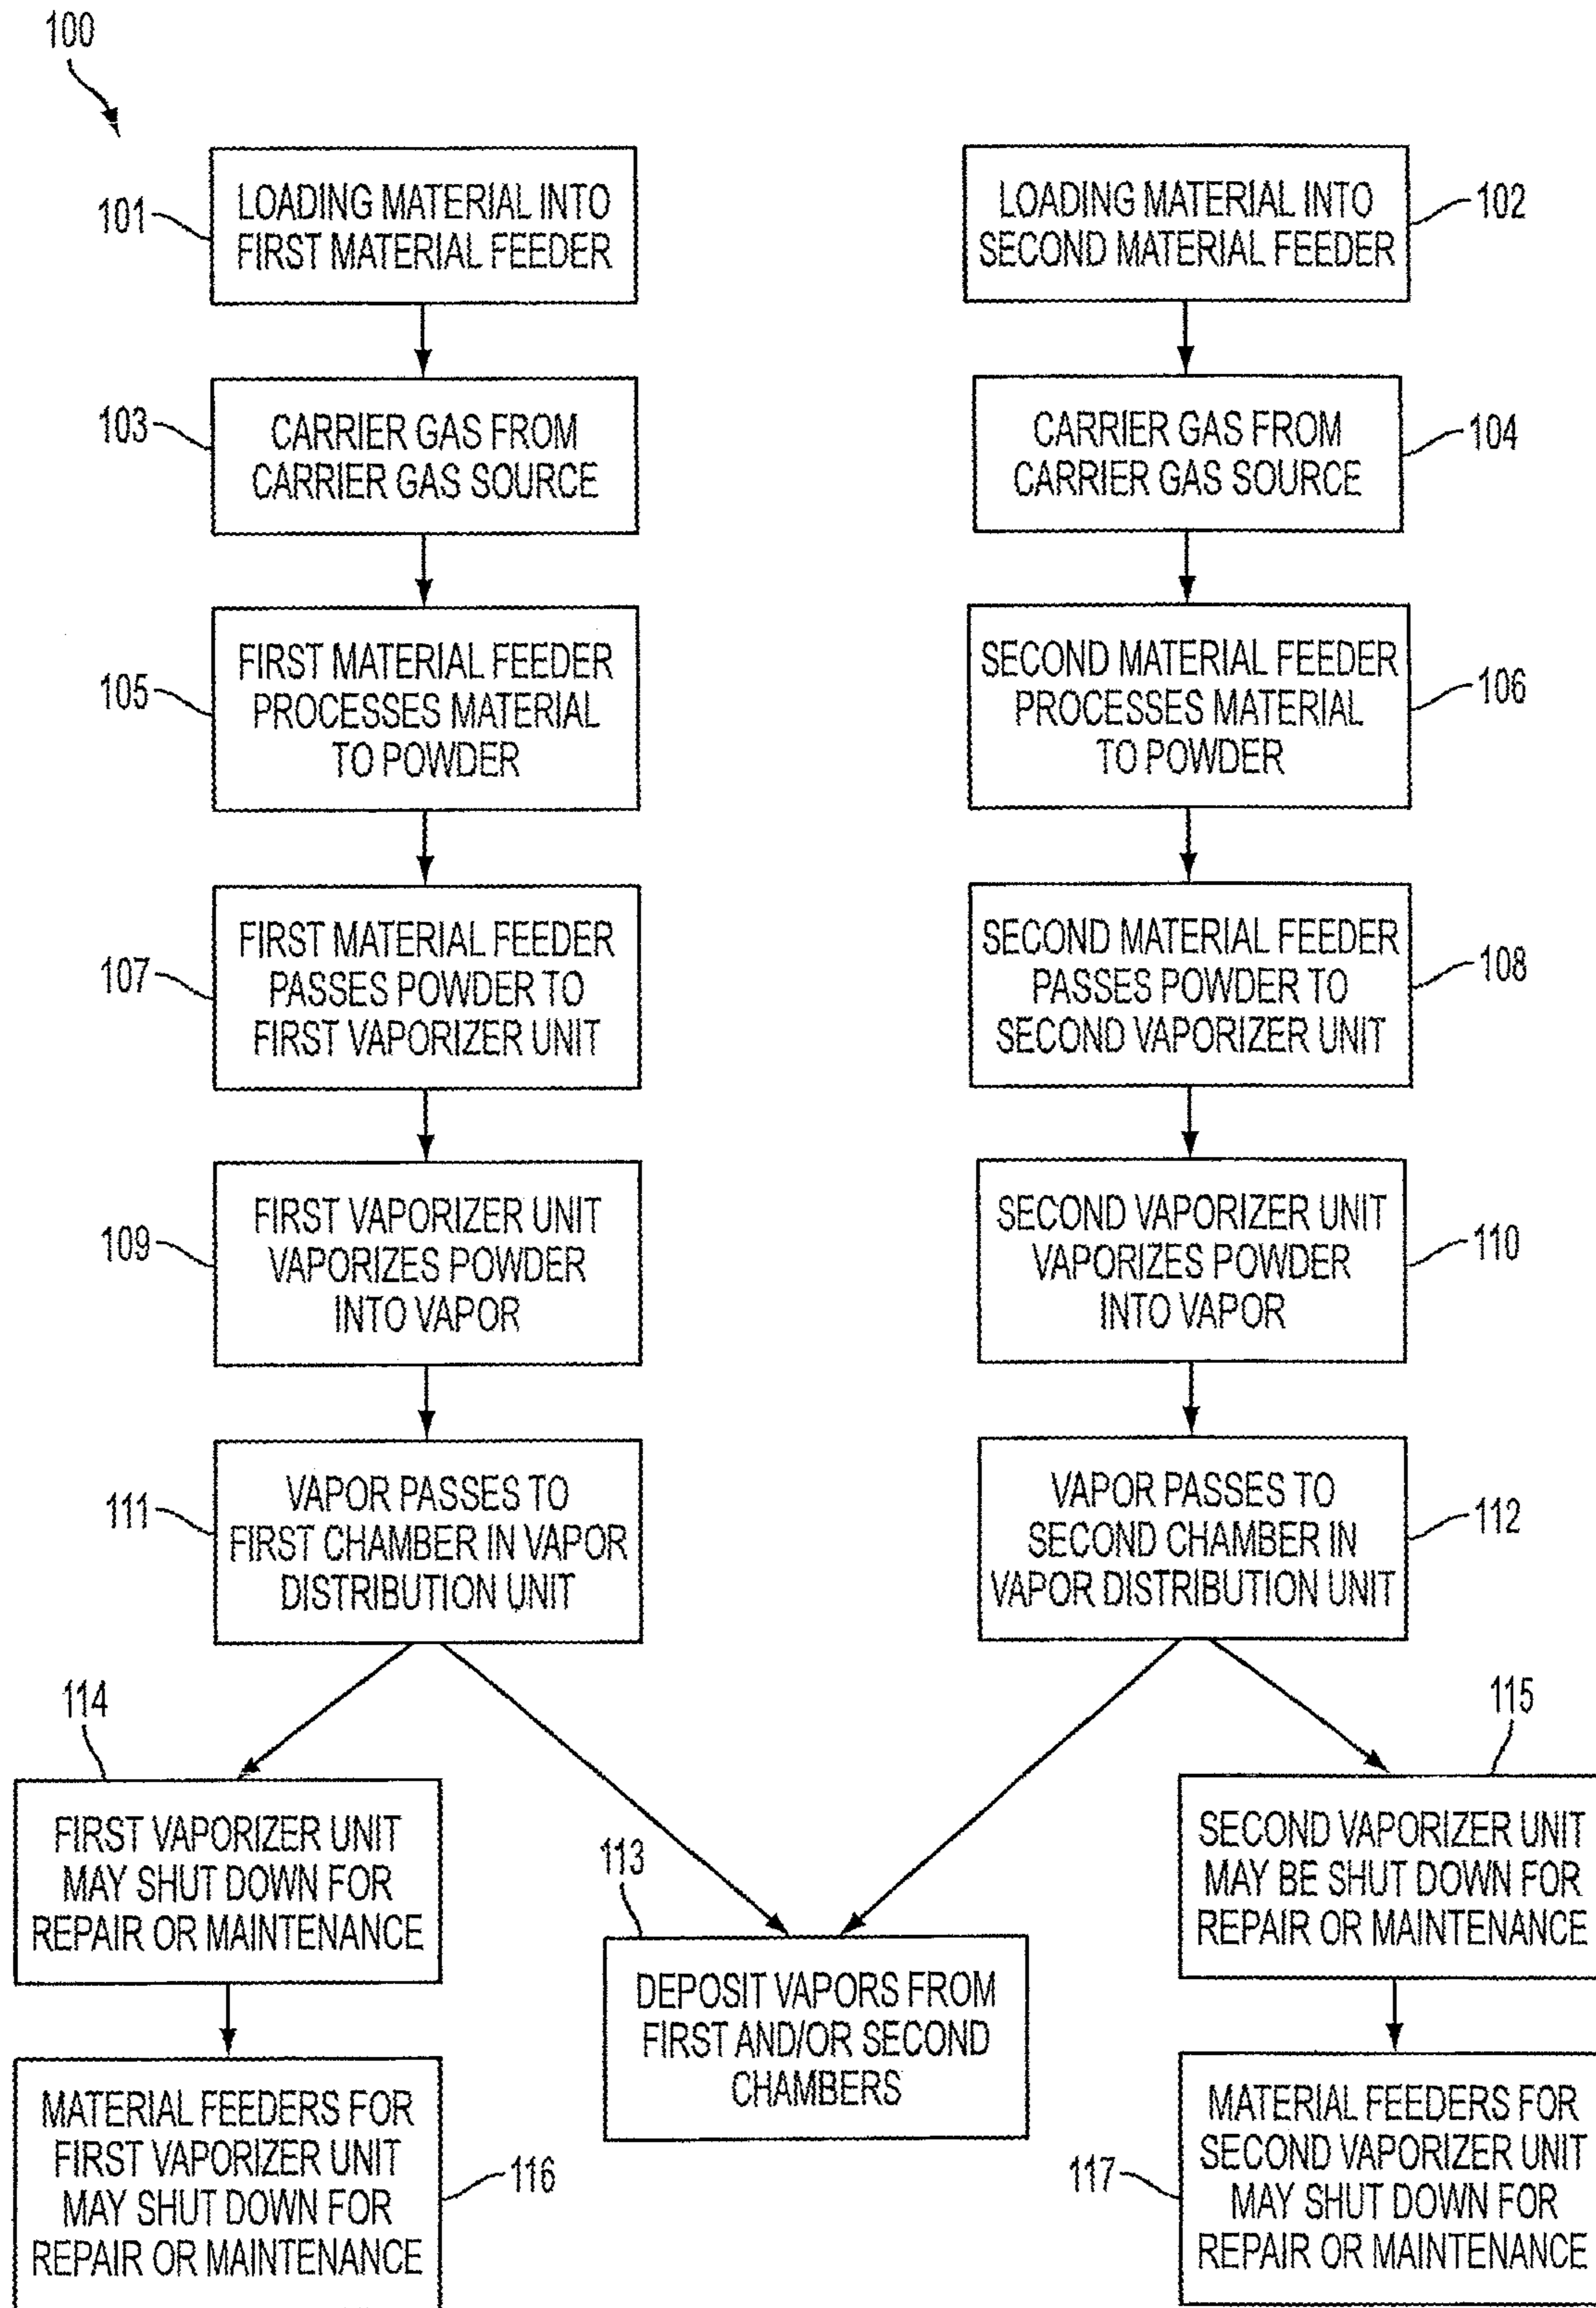 100
101
LOADING MATERIAL INTO
FIRST MATERIAL FEEDER
LOADING MATERIAL INTO
SECOND MATERIAL FEEDER
102
103
CARRIER GAS FROM
CARRIER GAS SOURCE
CARRIER GAS FROM
CARRIER GAS SOURCE
104
105
FIRST MATERIAL FEEDER
PROCESSES MATERIAL
TO POWDER
SECOND MATERIAL FEEDER
PROCESSES MATERIAL
TO POWDER
106
107
FIRST MATERIAL FEEDER
PASSES POWDER TO
FIRST VAPORIZER UNIT
SECOND MATERIAL FEEDER
PASSES POWDER TO
SECOND VAPORIZER UNIT
108
109
FIRST VAPORIZER UNIT
VAPORIZES POWDER
INTO VAPOR
SECOND VAPORIZER UNIT
VAPORIZES POWDER
INTO VAPOR
110
111
VAPOR PASSES TO
FIRST CHAMBER IN VAPOR
DISTRIBUTION UNIT
VAPOR PASSES TO
SECOND CHAMBER IN
VAPOR DISTRIBUTION UNIT
112
114
FIRST VAPORIZER UNIT
MAY SHUT DOWN FOR
REPAIR OR MAINTENANCE
113
DEPOSIT VAPORS FROM
FIRST AND/OR SECOND
CHAMBERS
115
SECOND VAPORIZER UNIT
MAY BE SHUT DOWN FOR
REPAIR OR MAINTENANCE
MATERIAL FEEDERS FOR
FIRST VAPORIZER UNIT
MAY SHUT DOWN FOR
REPAIR OR MAINTENANCE
116
117
MATERIAL FEEDERS FOR
SECOND VAPORIZER UNIT
MAY SHUT DOWN FOR
REPAIR OR MAINTENANCE